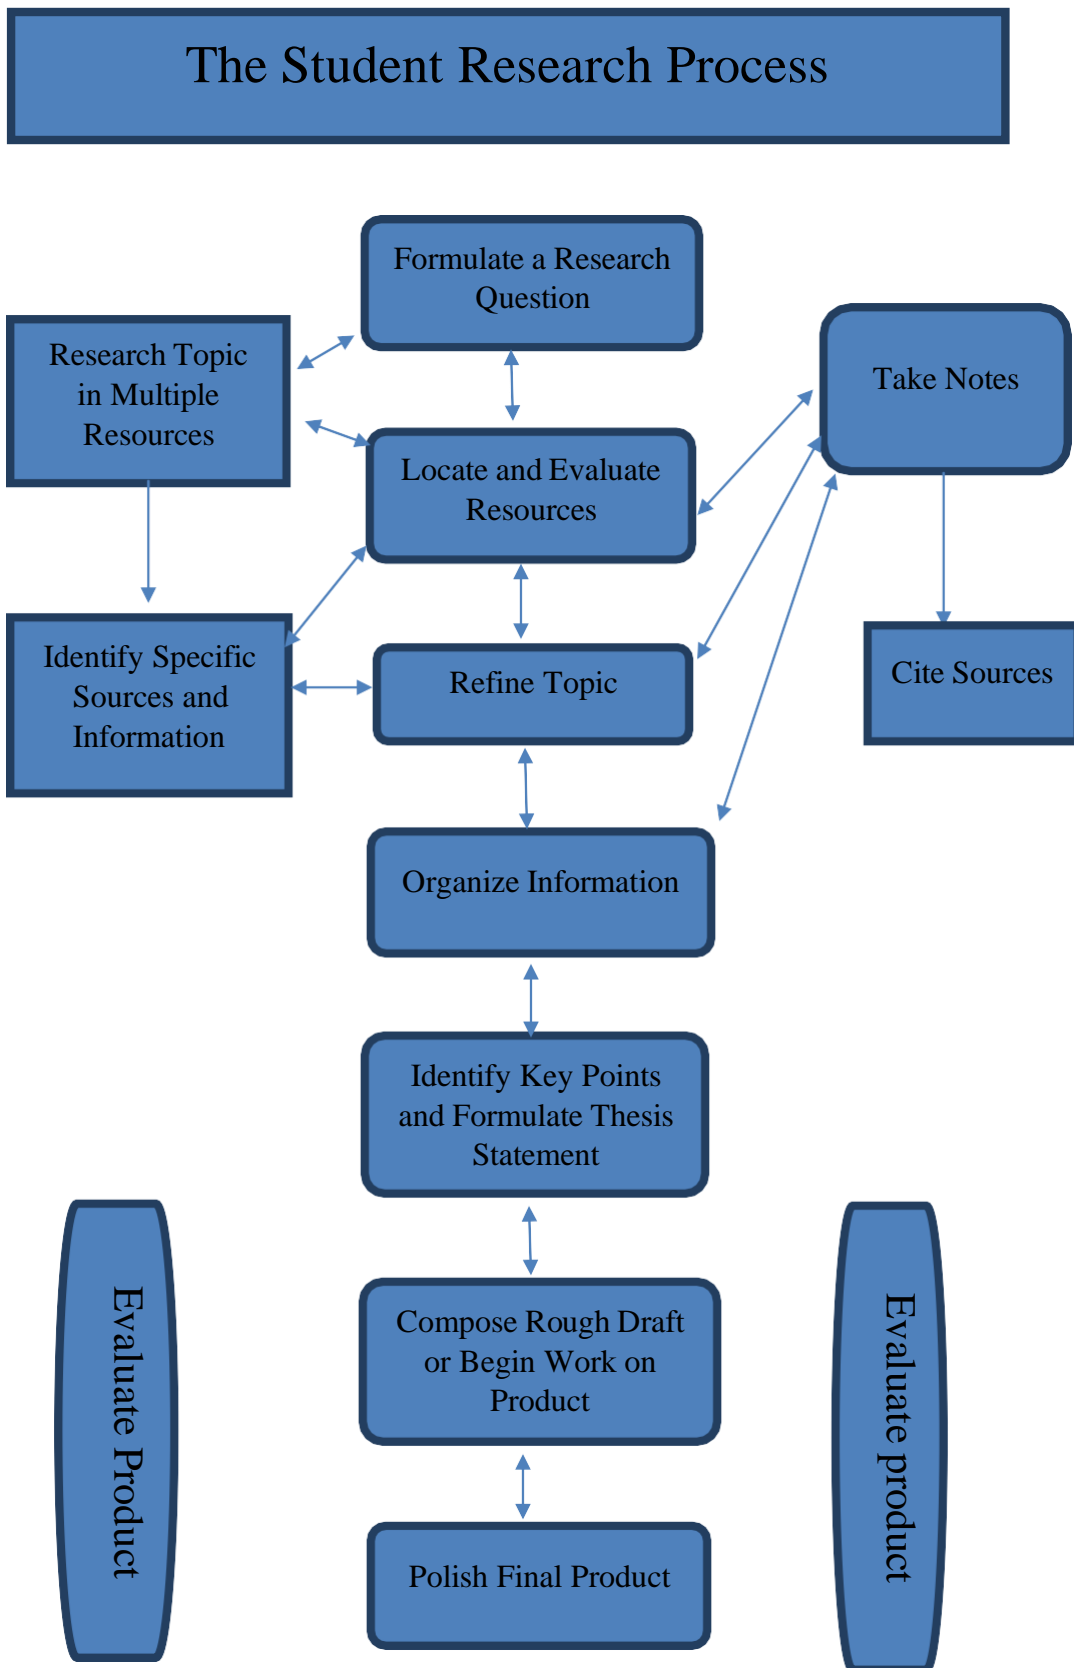 The Student Research Process
Formulate a Research
Question
Research Topic
in Multiple
Resources
Take Notes
Locate and Evaluate
Resources
Identify Specific
Sources and
Information
Refine Topic
Cite Sources
Organize Information
Identify Key Points
and Formulate Thesis
Statement
Evaluate Product
Compose Rough Draft
or Begin Work on
Product
Evaluate product
Polish Final Product